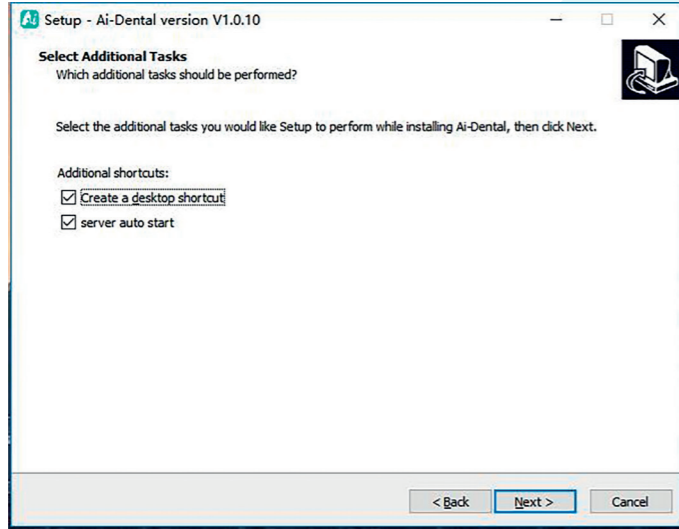 Ai Setup - Ai-Dental version V1.0.10
Select Additional Tasks
Which additional tasks should be performed?
Select the additional tasks you would like Setup to perform while installing Ai-Dental, then click Next.
Additional shortcuts:
Create a desktop shortcut
server auto start
< Back Next > Cancel